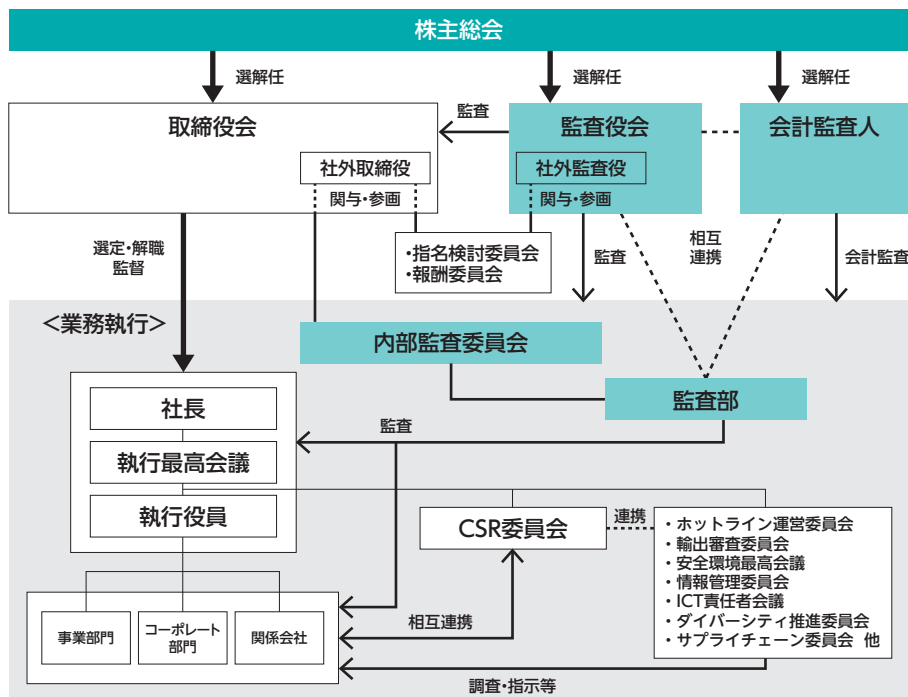 株主総会
選解任
選解任
選解任
取締役会
監査
監査役会
会計監査人
社外取締役
社外監査役
関与・参画
関与・参画
選定・解職
監督
・指名検討委員会
・報酬委員会
監査
相互
連携
会計監査
＜業務執行＞
内部監査委員会
監査部
社長
監査
執行最高会議
執行役員
CSR委員会
連携
・ホットライン運営委員会
・輸出審査委員会
・安全環境最高会議
・情報管理委員会
・ICT責任者会議
・ダイバーシティ推進委員会
・サプライチェーン委員会 他
事業部門
コーポレート
部門
関係会社
相互連携
調査・指示等